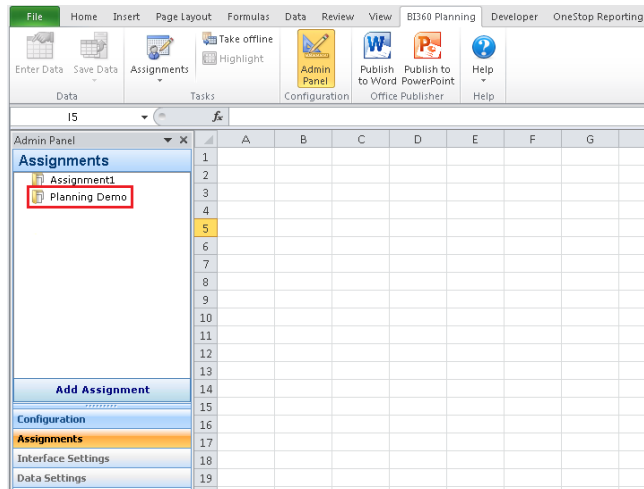 File Home Insert Page Layout Formulas Data Review View BI360 Planning Developer OneStop Reporting
Enter Data Save Data Assignments Take offline Highlight Admin Panel Publish to Word Publish to PowerPoint Help
Data Tasks Configuration Office Publisher Help
I5 fx
Admin Panel A B C D E F G
Assignments
Assignment1
Planning Demo
1
2
3
4
5
6
7
8
9
10
11
12
13
14
15
16
17
18
19
Add Assignment
Configuration
Assignments
Interface Settings
Data Settings